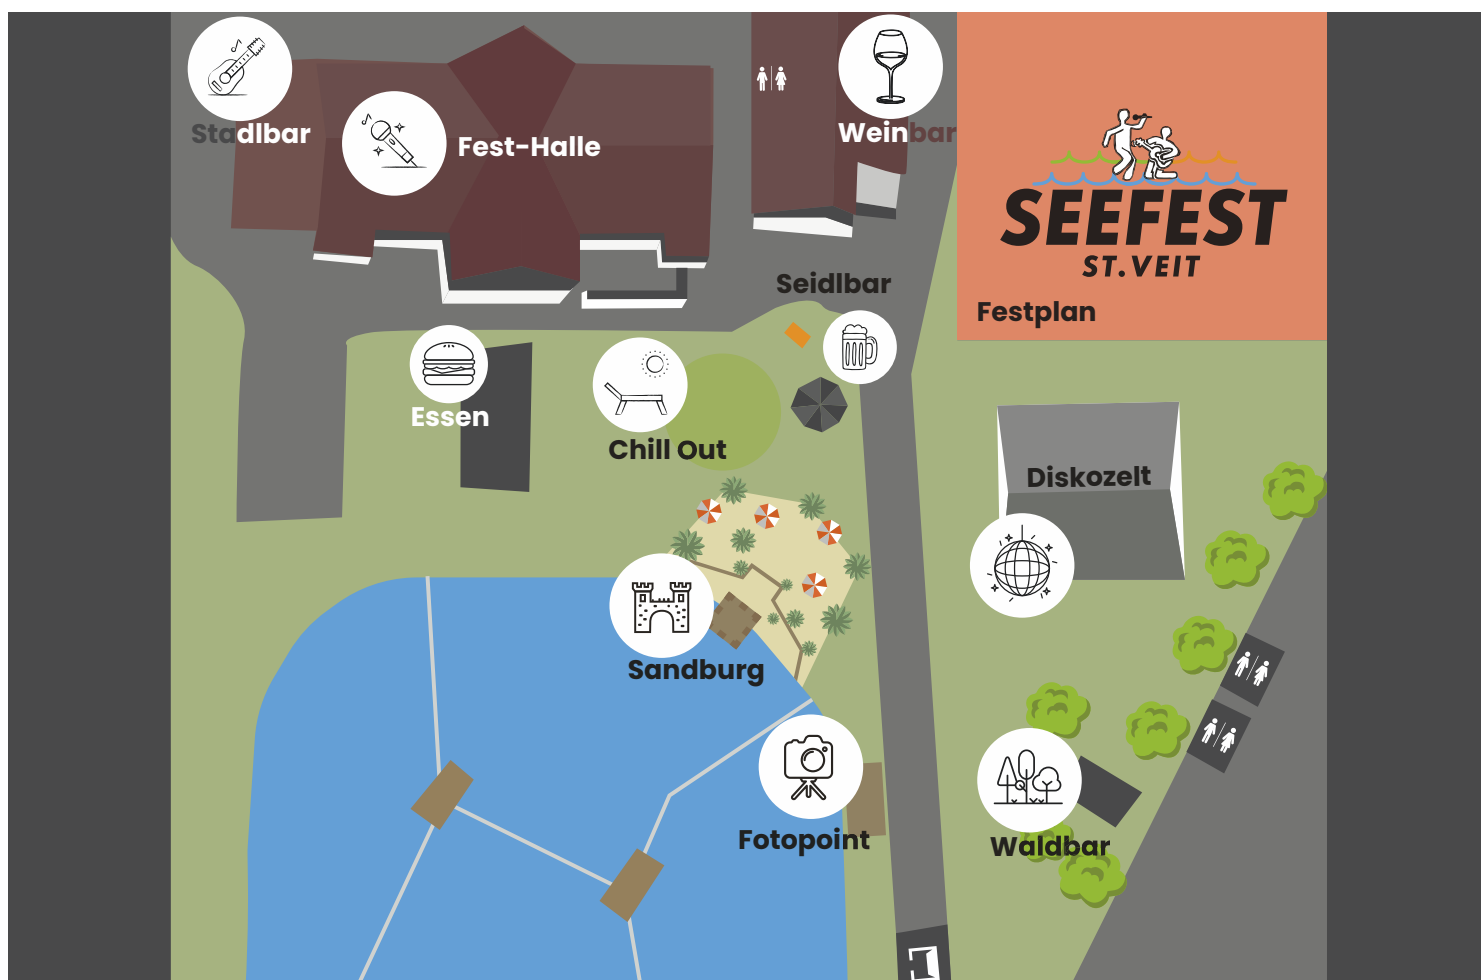 Stadlbar
Fest-Halle
Weinbar
SEEFEST
ST. VEIT
Festplan
Seidlbar
Essen
Chill Out
Diskozelt
Sandburg
Fotopoint
Waldbar